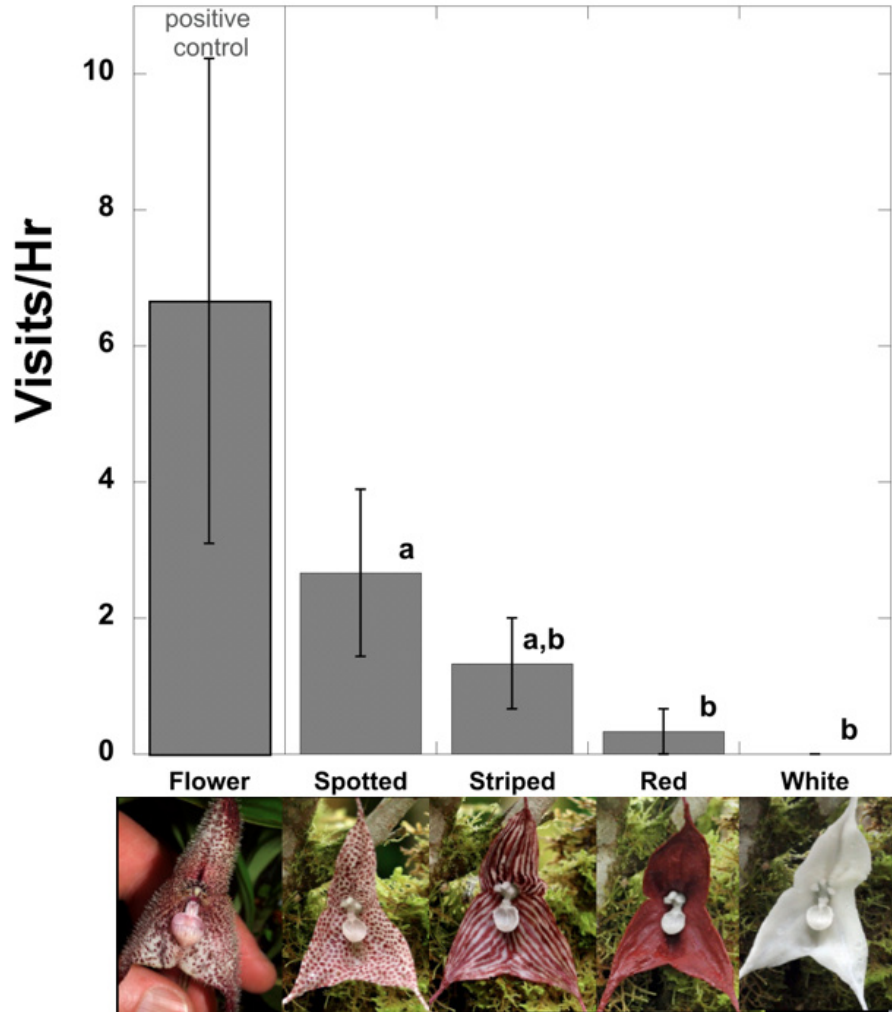 positive
control
10
8
6
4
2
0
Visits/Hr
a
a,b
b
b
Flower Spotted Striped Red White